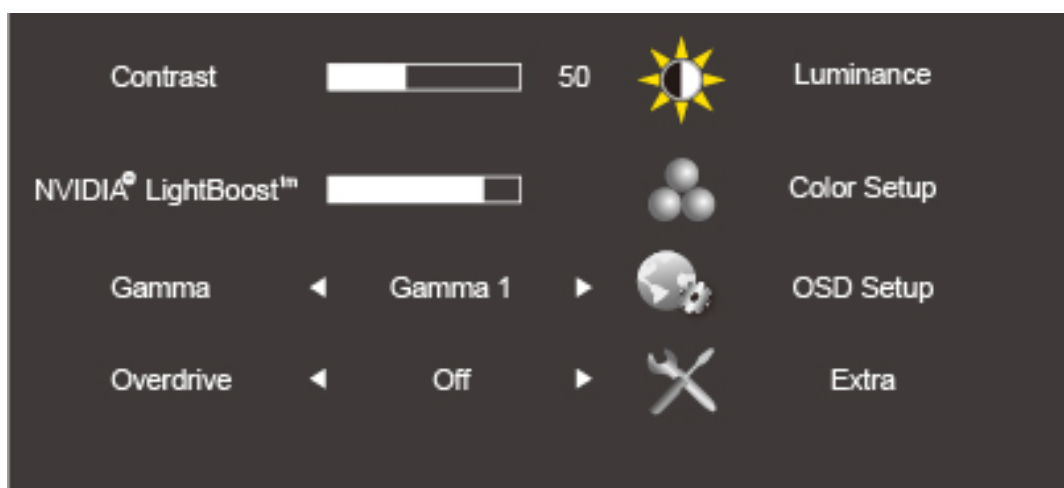 Contrast 50 Luminance
NVIDIA® LightBoost™ Color Setup
Gamma Gamma 1 OSD Setup
Overdrive Off Extra